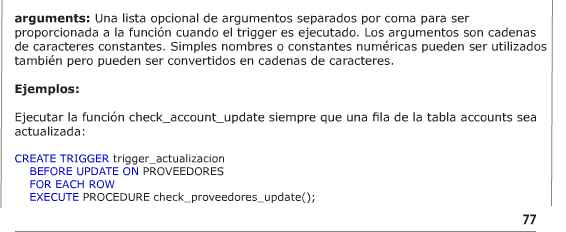 arguments: Una lista opcional de argumentos separados por coma para ser
proporcionada a la función cuando el trigger es ejecutado. Los argumentos son cadenas
de caracteres constantes. Simples nombres o constantes numéricas pueden ser utilizados
también pero pueden ser convertidos en cadenas de caracteres.
Ejemplos:
Ejecutar la función check_account_update siempre que una fila de la tabla accounts sea
actualizada:
CREATE TRIGGER trigger_actualizacion
BEFORE UPDATE ON PROVEEDORES
FOR EACH ROW
EXECUTE PROCEDURE check_proveedores_update();
77